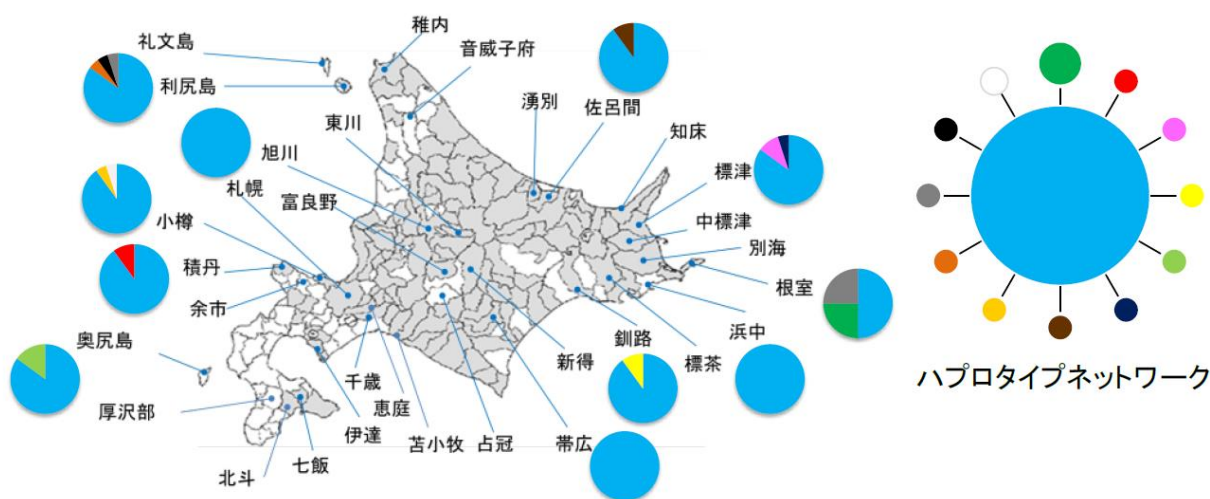 稚内
礼文島
音威子府
利尻島
湧別
佐呂間
東川
知床
旭川
標津
札幌
富良野
中標津
小樽
別海
積丹
根室
余市
釧路
浜中
奥尻島
新得
標茶
千歳
厚沢部
恵庭
伊達
苫小牧
占冠
帯広
北斗
七飯
ハプロタイプネットワーク